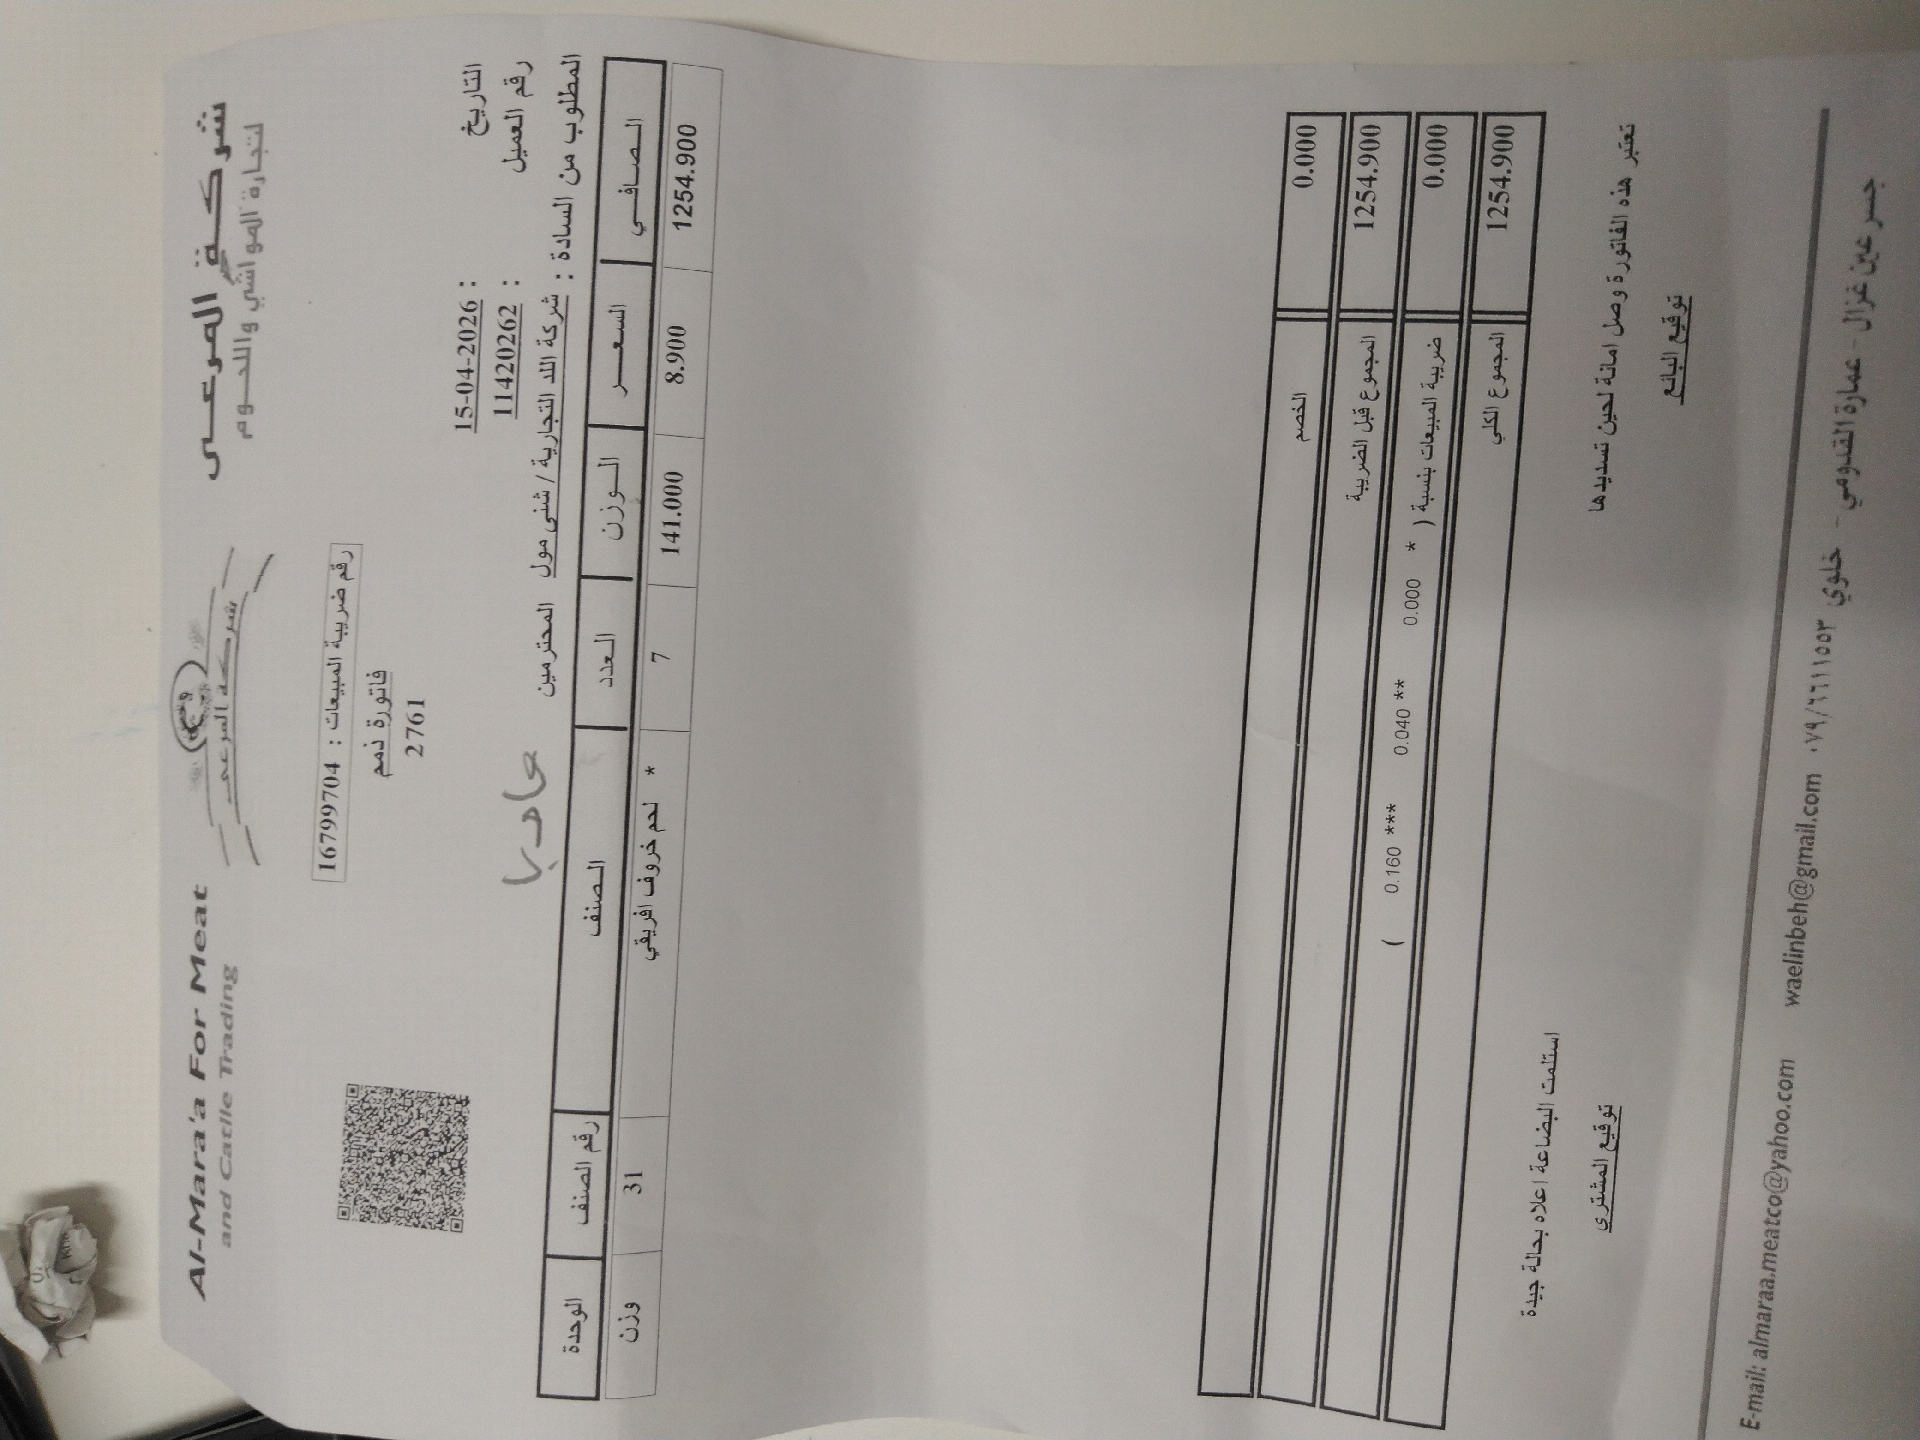 شركة المرعى
لتجارة المواشي واللحوم
شركة المرعى
Al-Mara'a For Meat
and Catlle Trading
رقم ضريبة المبيعات : 16799704
فاتورة ذمم
2761
التاريخ : 15-04-2026
رقم العميل : 11420262
المطلوب من السادة : شركة اللد التجارية / شنى مول المحترمين
الصافي السعر الوزن العدد الصنف رقم الصنف الوحدة
1254.900 8.900 141.000 7 * لحم خروف افريقي 31 وزن
0.000 الخصم
1254.900 المجموع قبل الضريبة
0.000 ضريبة المبيعات بنسبة ( * 0.000 ** 0.040 *** 0.160 )
1254.900 المجموع الكلي
تعتبر هذه الفاتورة وصل امانة لحين تسديدها
استلمت البضاعة اعلاه بحالة جيدة
توقيع البائع
توقيع المشتري
جسر عين غزال - عمارة القدومي - خلوي ٠٧٩/٦٦١١٥٥٣
E-mail: almaraa.meatco@yahoo.com waelinbeh@gmail.com